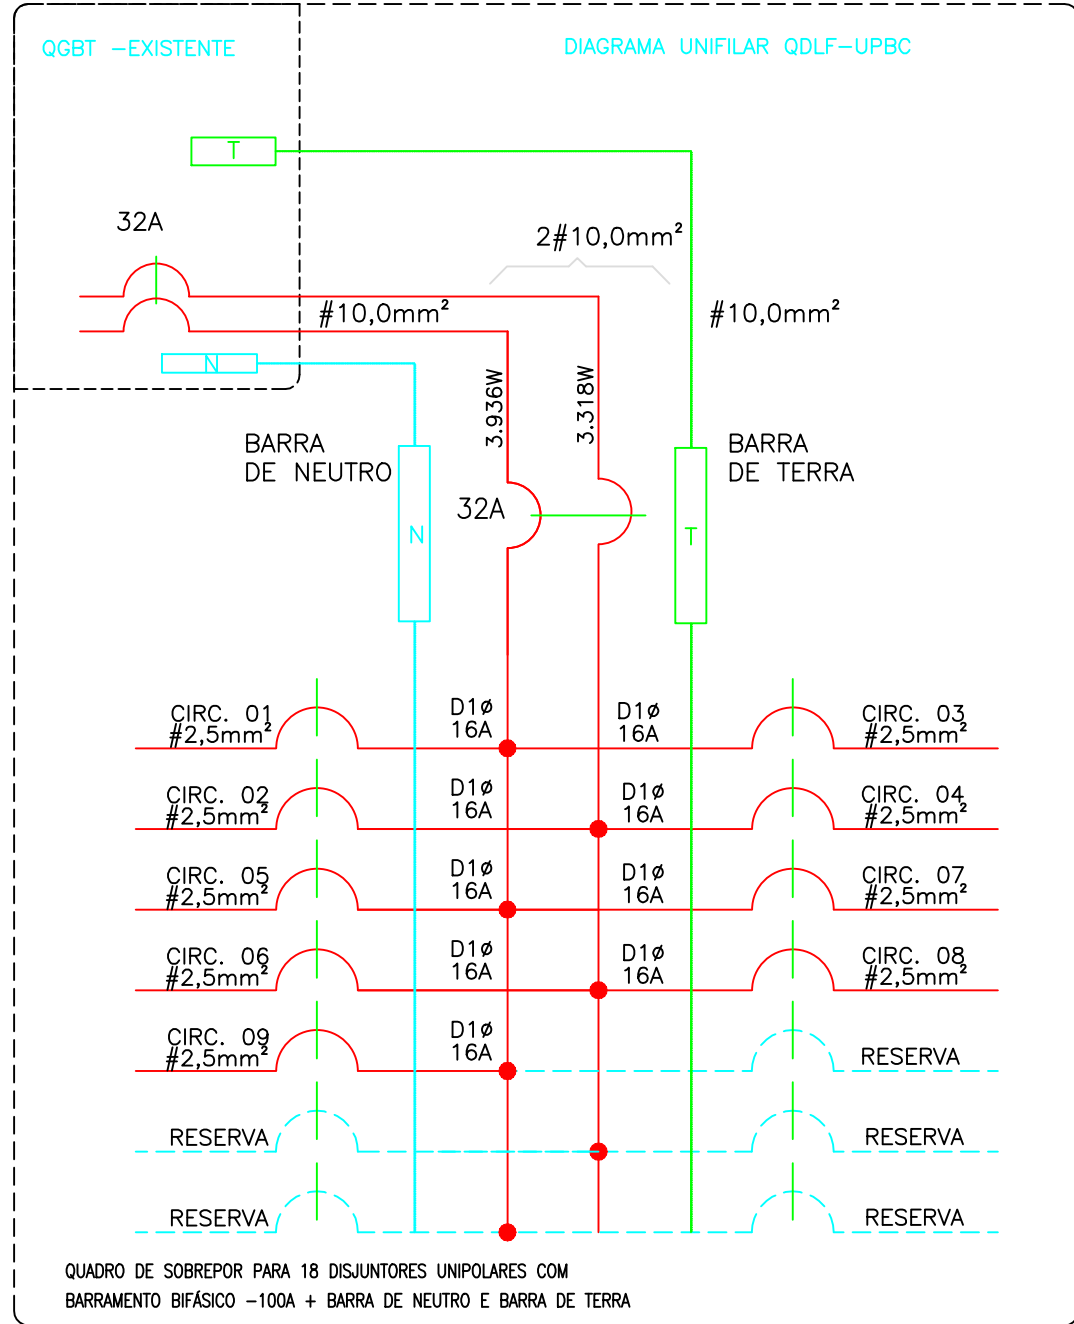 QGBT -EXISTENTE
DIAGRAMA UNIFILAR QDLF-UPBC
T
32A
2#10,0mm²
#10,0mm²
#10,0mm²
N
3.936W
3.318W
BARRA
DE NEUTRO
BARRA
DE TERRA
32A
N
T
CIRC. 01
#2,5mm²
D1ø
16A
D1ø
16A
CIRC. 03
#2,5mm²
CIRC. 02
#2,5mm²
D1ø
16A
D1ø
16A
CIRC. 04
#2,5mm²
CIRC. 05
#2,5mm²
D1ø
16A
D1ø
16A
CIRC. 07
#2,5mm²
CIRC. 06
#2,5mm²
D1ø
16A
D1ø
16A
CIRC. 08
#2,5mm²
CIRC. 09
#2,5mm²
D1ø
16A
RESERVA
RESERVA
RESERVA
RESERVA
RESERVA
QUADRO DE SOBREPOR PARA 18 DISJUNTORES UNIPOLARES COM
BARRAMENTO BIFÁSICO -100A + BARRA DE NEUTRO E BARRA DE TERRA